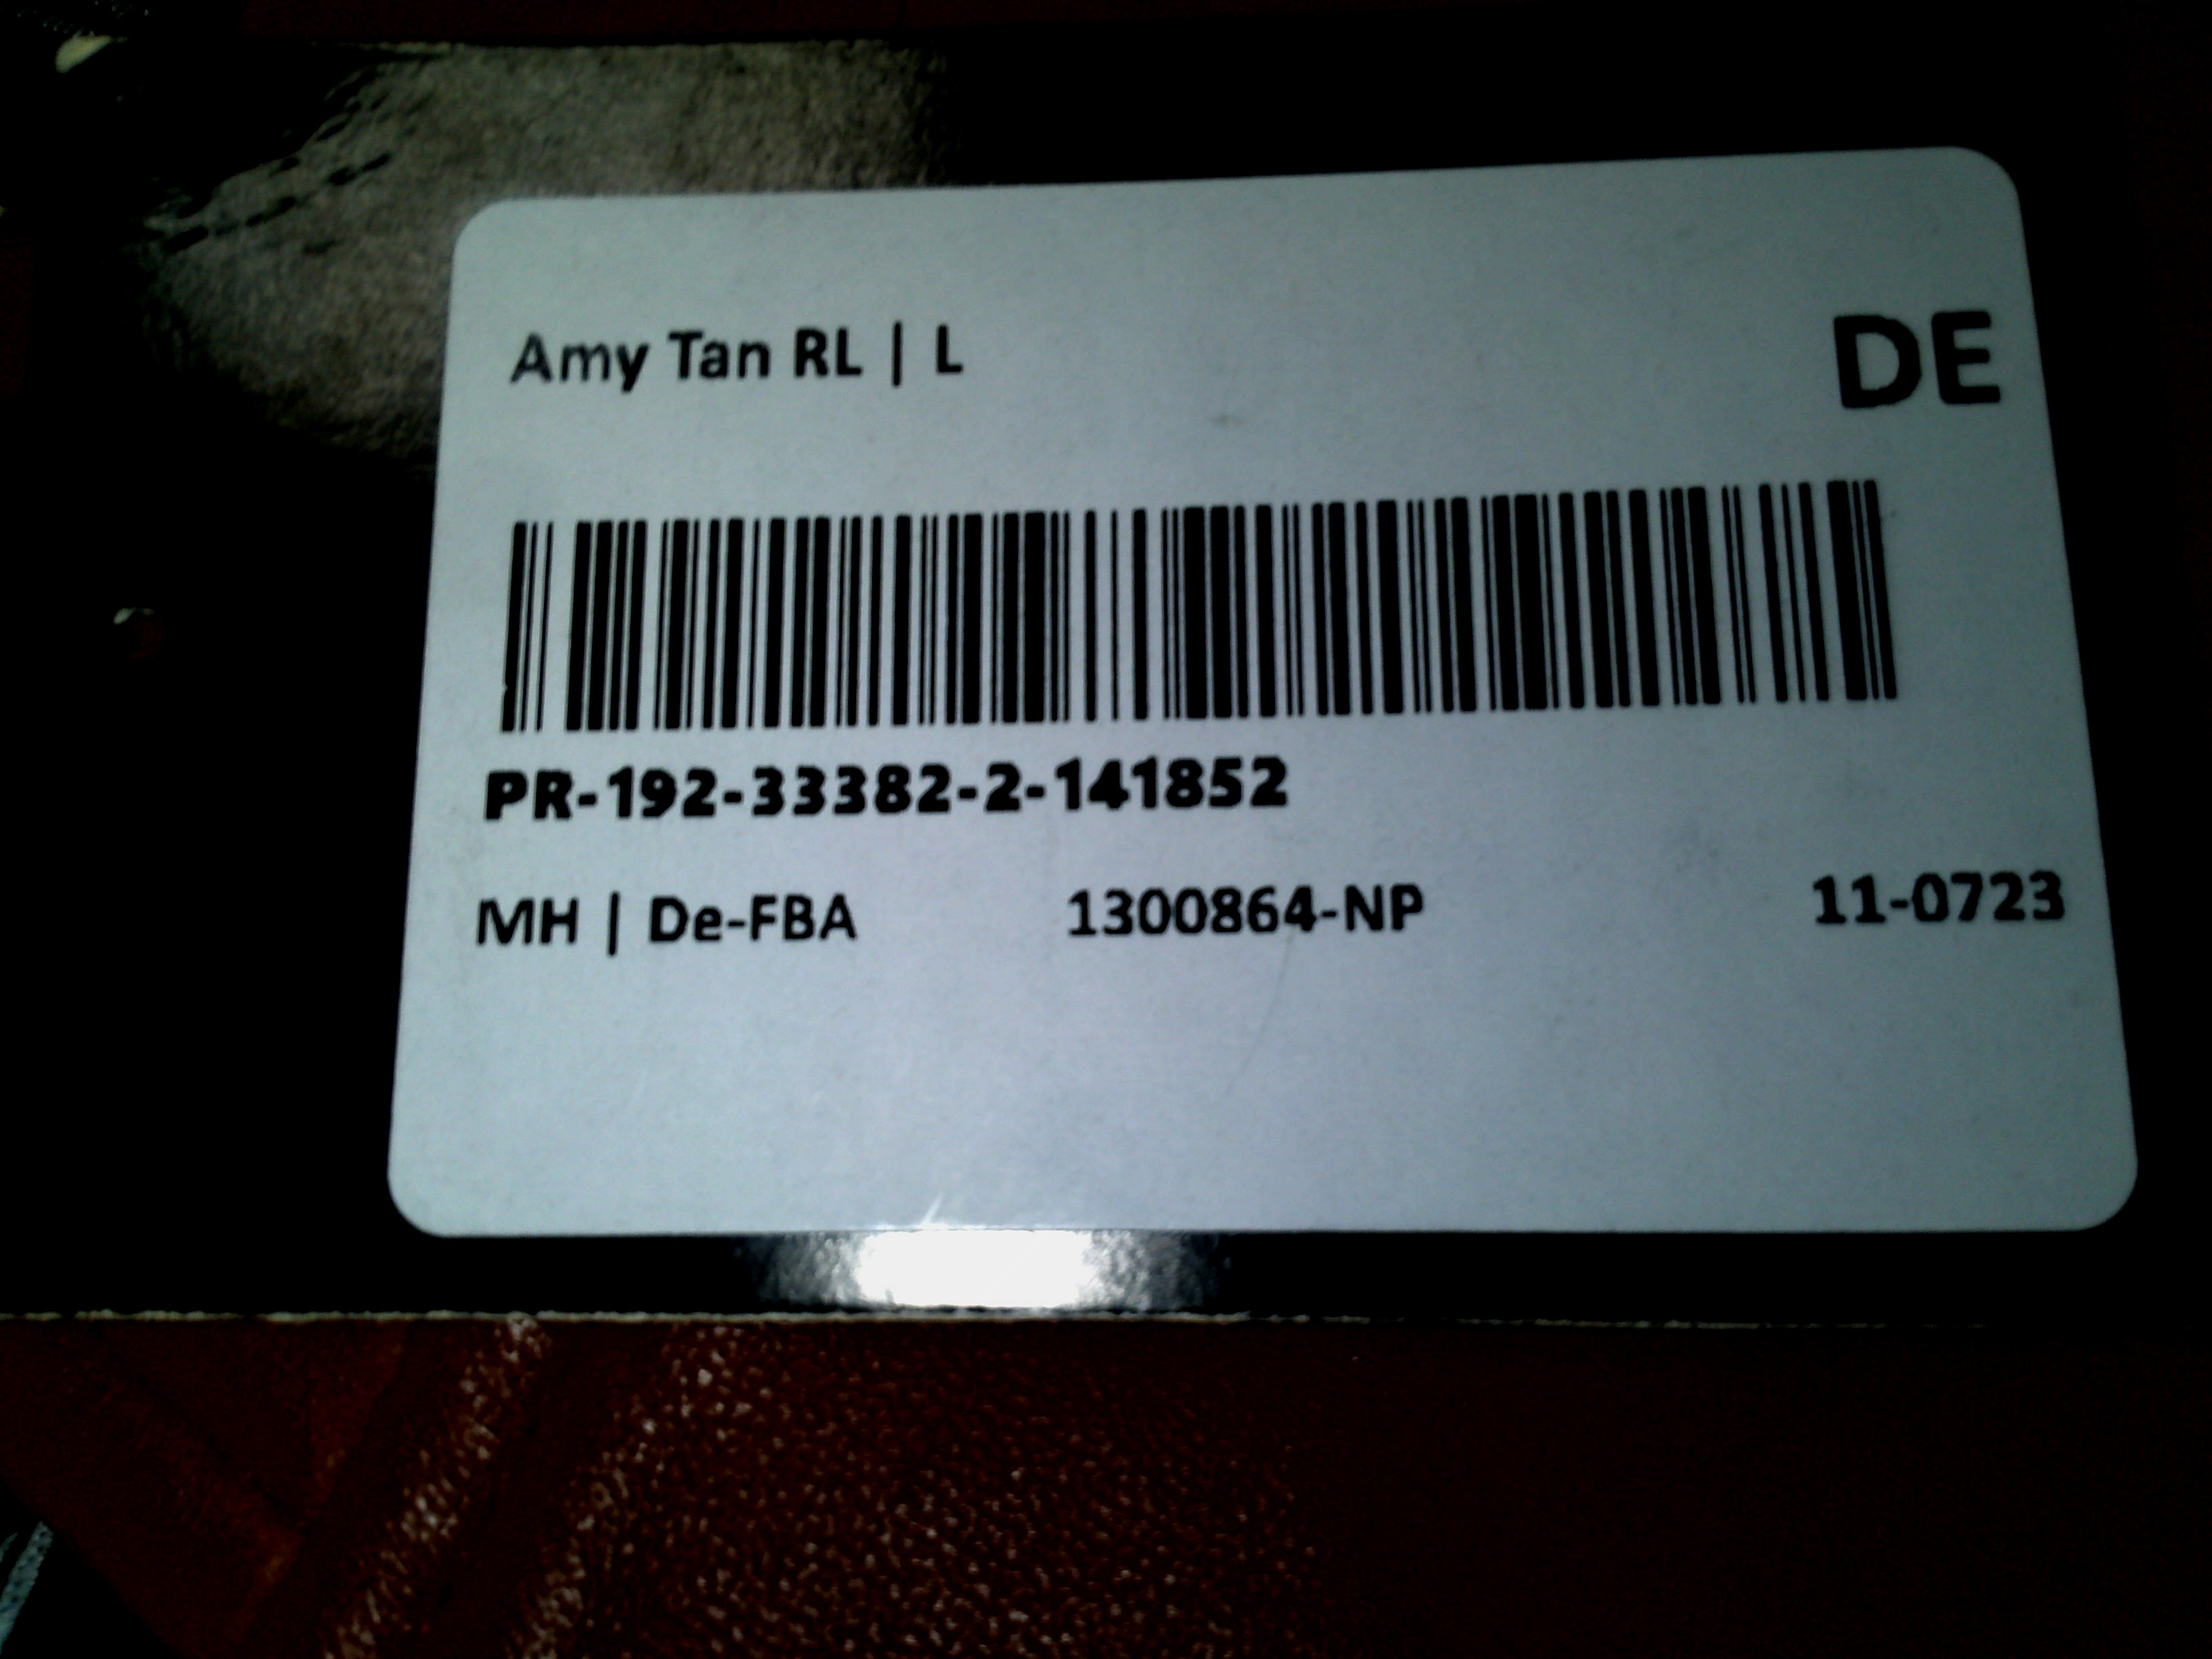 Amy Tan RL | L
DE
PR-192-33382-2-141852
MH | De-FBA 1300864-NP 11-0723